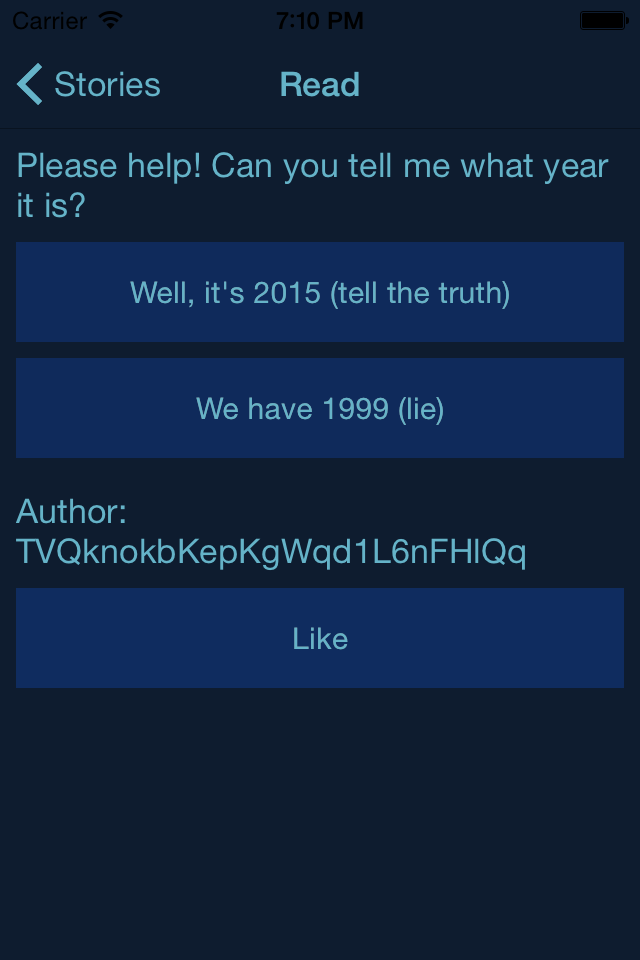 Carrier 7:10 PM
Stories Read
Please help! Can you tell me what year
it is?
Well, it's 2015 (tell the truth)
We have 1999 (lie)
Author:
TVQknokbKepKgWqd1L6nFHlQq
Like